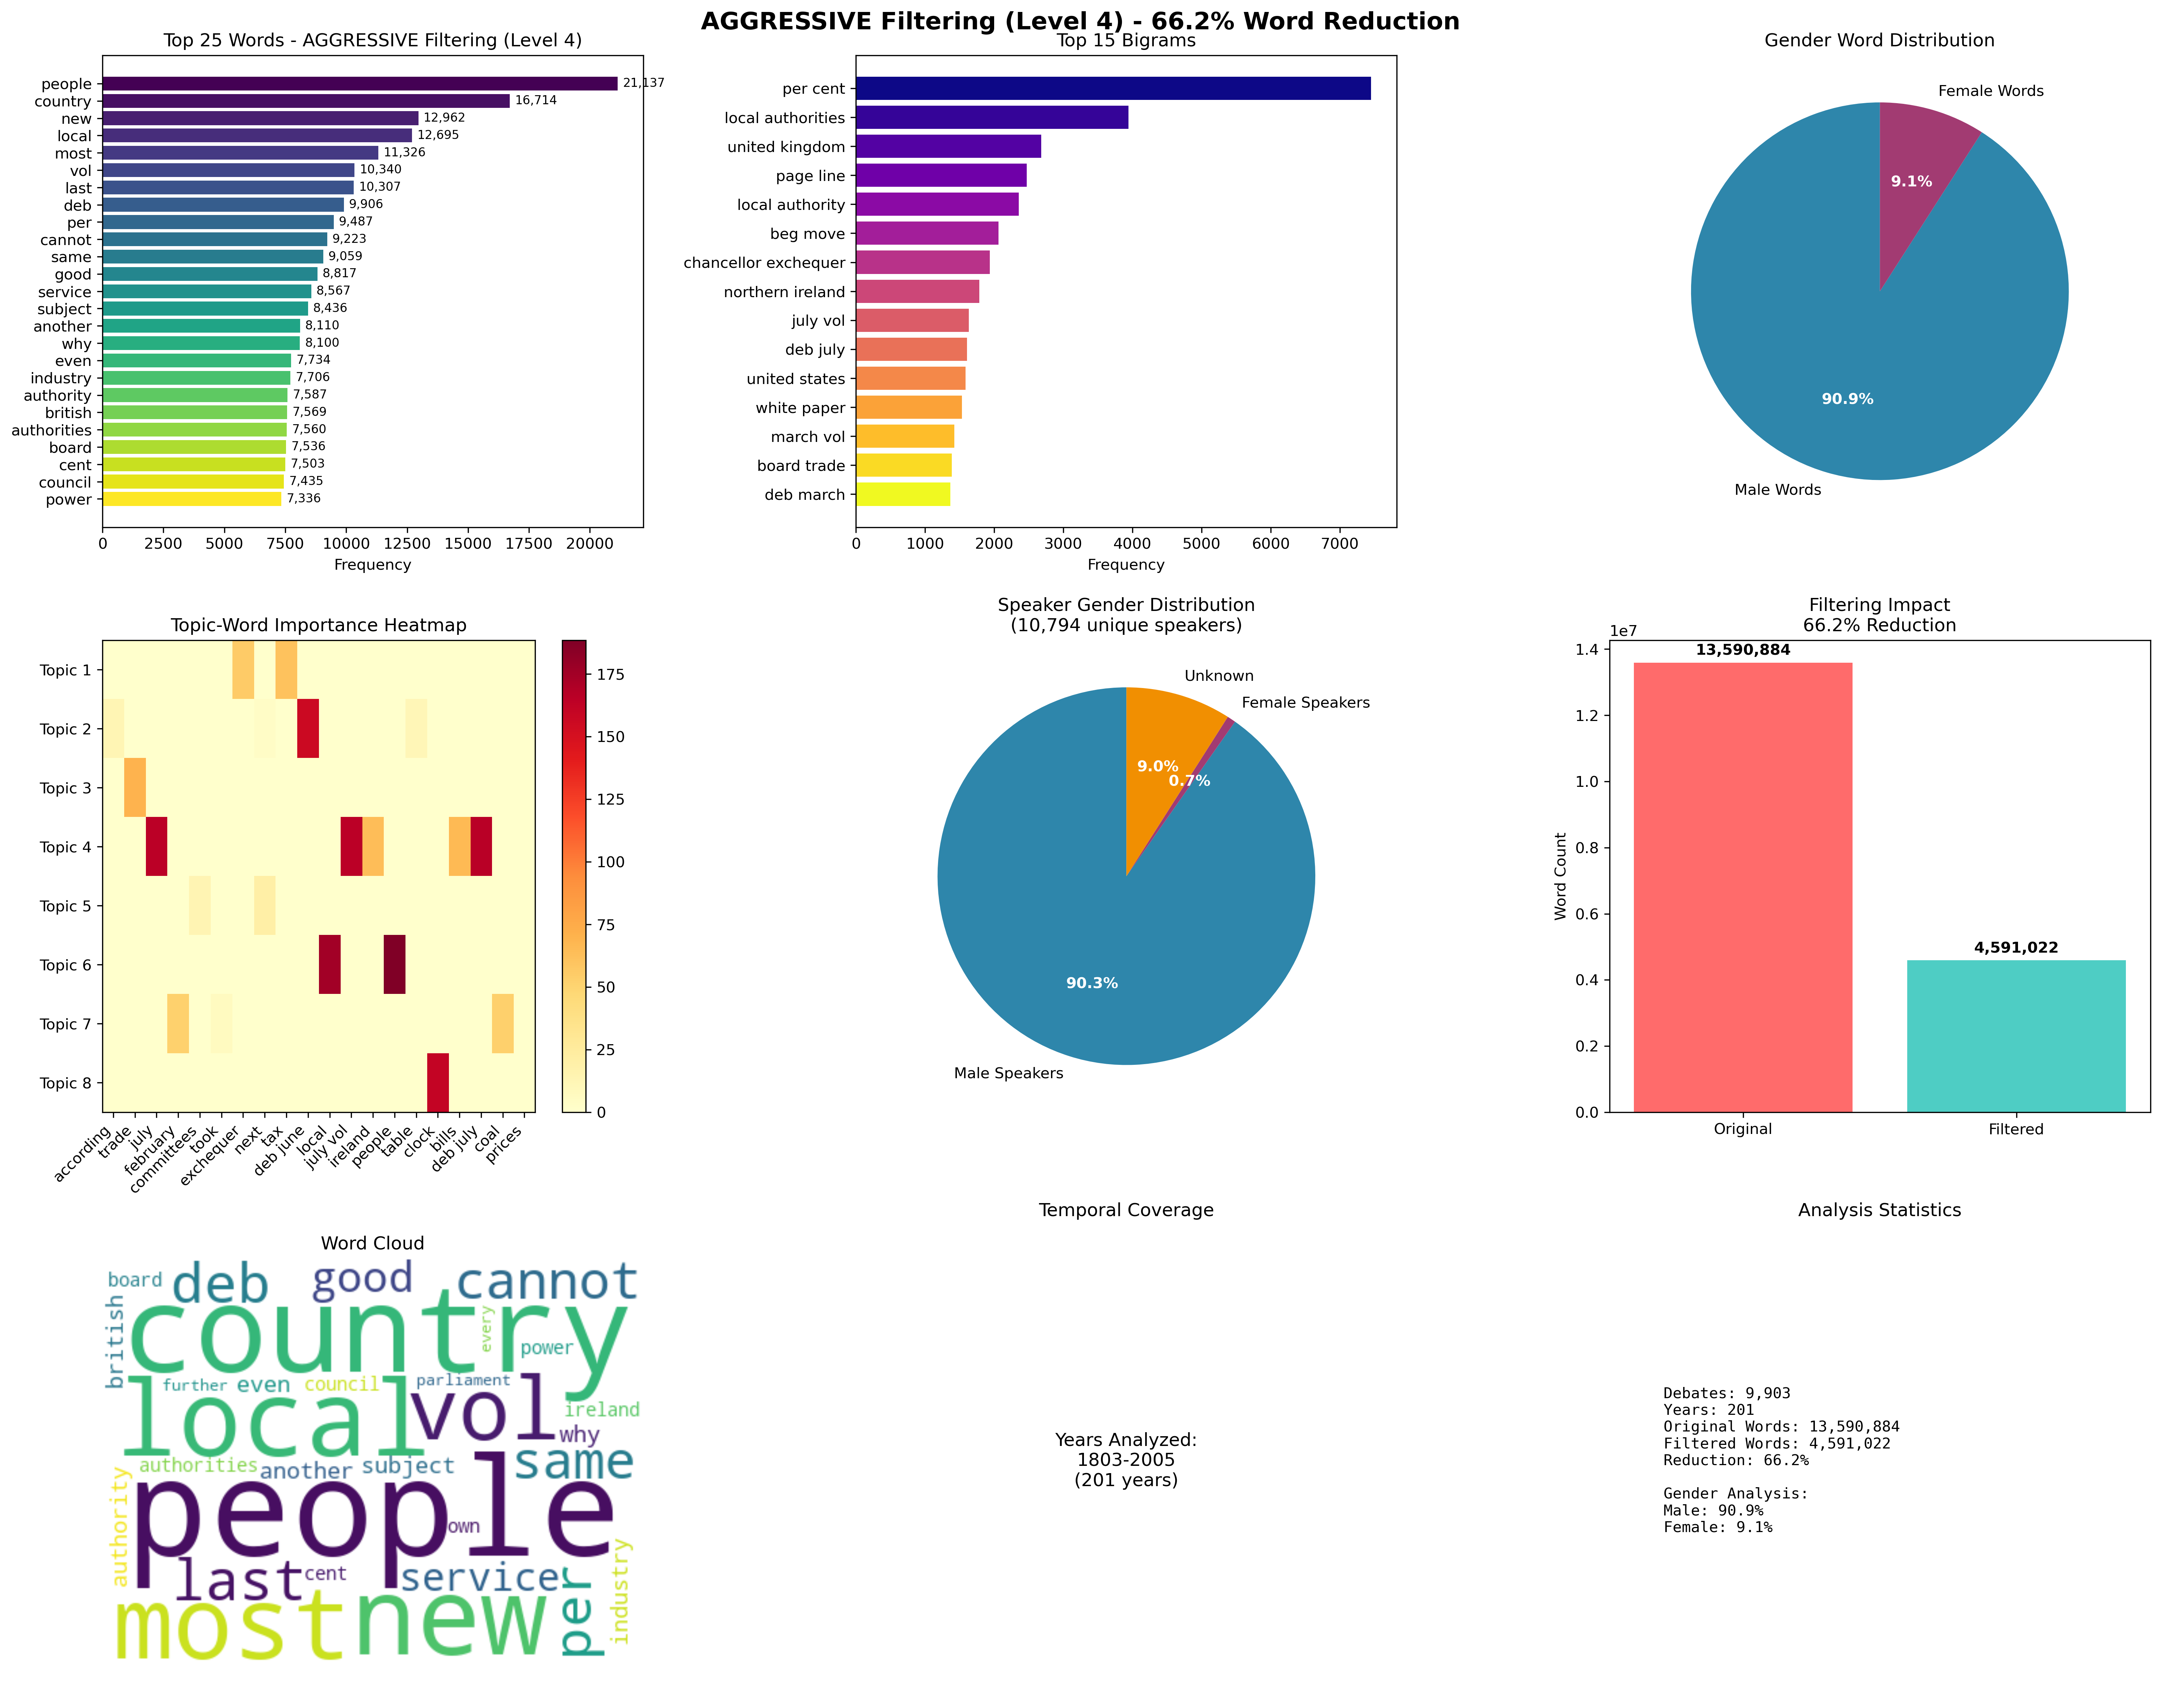 AGGRESSIVE Filtering (Level 4) - 66.2% Word Reduction
Top 25 Words - AGGRESSIVE Filtering (Level 4)
people 21,137
country 16,714
new 12,962
local 12,695
most 11,326
vol 10,340
last 10,307
deb 9,906
per 9,487
cannot 9,223
same 9,059
good 8,817
service 8,567
subject 8,436
another 8,110
why 8,100
even 7,734
industry 7,706
authority 7,587
british 7,569
authorities 7,560
board 7,536
cent 7,503
council 7,435
power 7,336
0 2500 5000 7500 10000 12500 15000 17500 20000
Frequency
Top 15 Bigrams
per cent
local authorities
united kingdom
page line
local authority
beg move
chancellor exchequer
northern ireland
july vol
deb july
united states
white paper
march vol
board trade
deb march
0 1000 2000 3000 4000 5000 6000 7000
Frequency
Gender Word Distribution
Female Words
9.1%
90.9%
Male Words
Topic-Word Importance Heatmap
Topic 1
Topic 2
Topic 3
Topic 4
Topic 5
Topic 6
Topic 7
Topic 8
according
trade
july
february
committees
took
exchequer
next
tax
deb june
local
july vol
ireland
people
table
clock
bills
deb july
coal
prices
175
150
125
100
75
50
25
0
Speaker Gender Distribution
(10,794 unique speakers)
Unknown
Female Speakers
9.0%
0.7%
90.3%
Male Speakers
Filtering Impact
66.2% Reduction
1e7
1.4
1.2
1.0
0.8
0.6
0.4
0.2
0.0
Word Count
13,590,884
4,591,022
Original
Filtered
Word Cloud
board
deb
good
cannot
british
country
every
power
further
even
council
parliament
local
vol
ireland
why
authorities
another
subject
same
authority
people
own
last
cent
service
per
industry
most
new
Temporal Coverage
Years Analyzed:
1803-2005
(201 years)
Analysis Statistics
Debates: 9,903
Years: 201
Original Words: 13,590,884
Filtered Words: 4,591,022
Reduction: 66.2%
Gender Analysis:
Male: 90.9%
Female: 9.1%